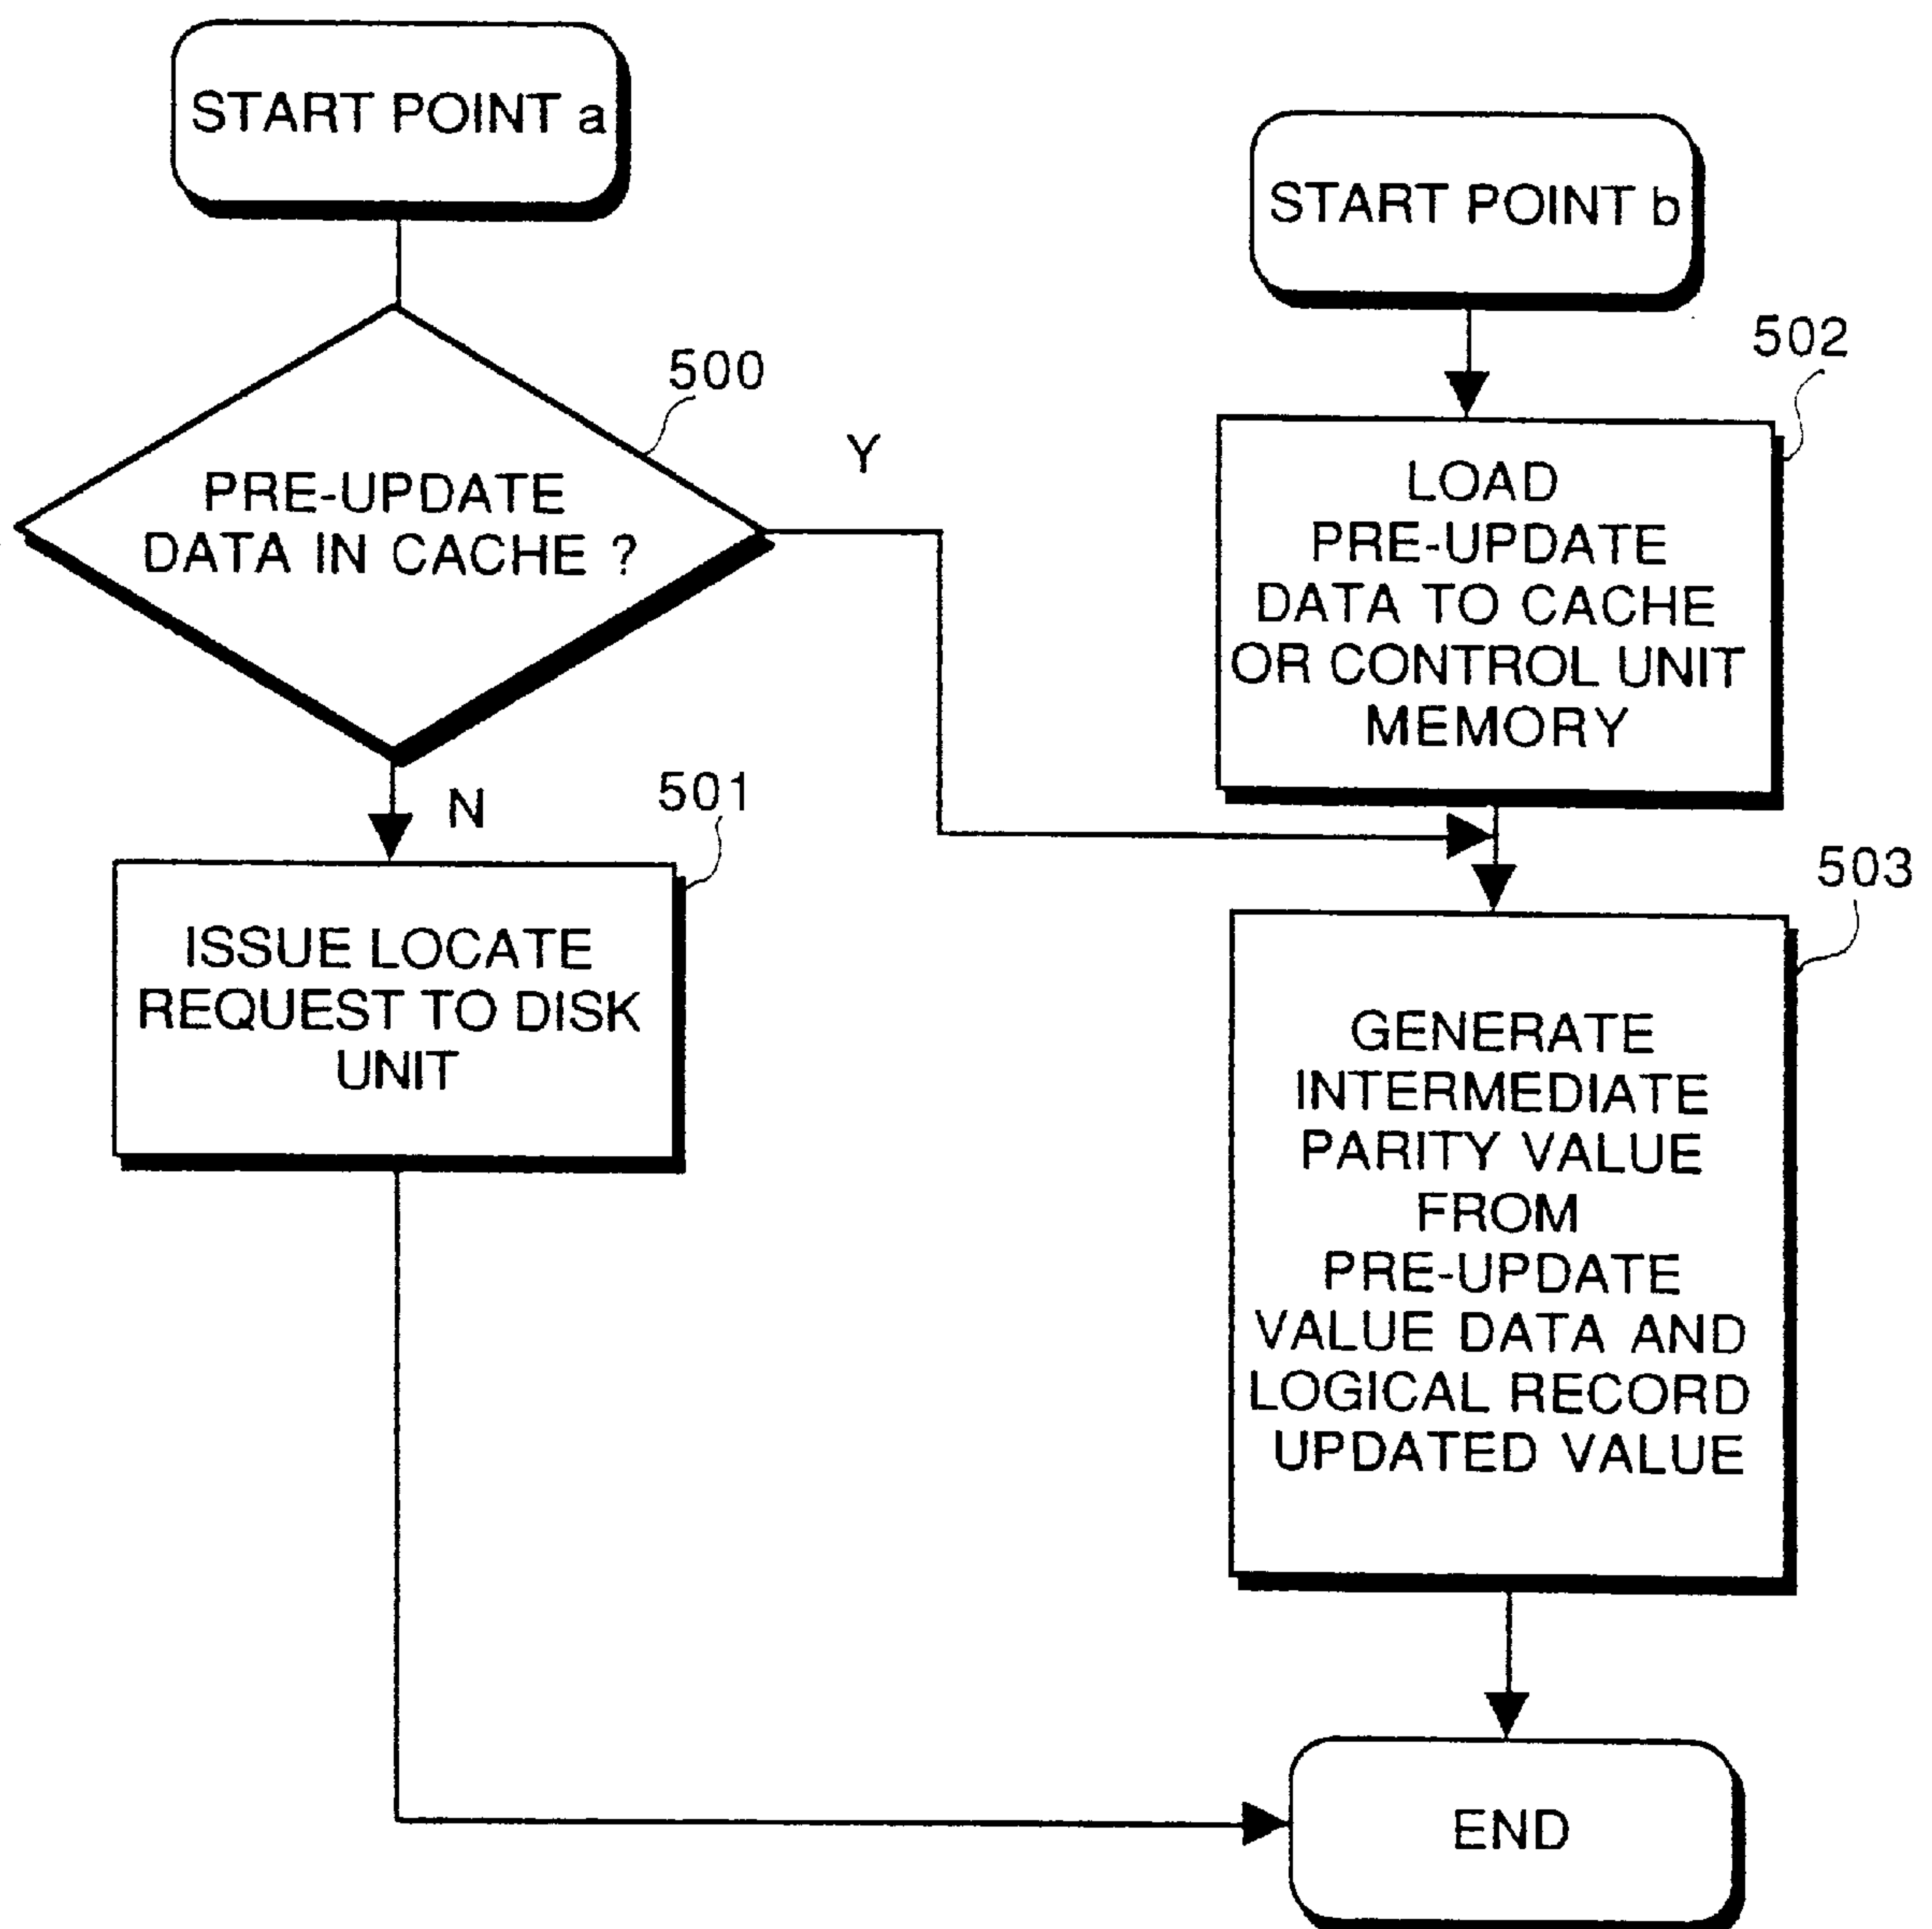 START POINT a
500
PRE-UPDATE
DATA IN CACHE ?
Y
N
501
ISSUE LOCATE
REQUEST TO DISK
UNIT
START POINT b
502
LOAD
PRE-UPDATE
DATA TO CACHE
OR CONTROL UNIT
MEMORY
503
GENERATE
INTERMEDIATE
PARITY VALUE
FROM
PRE-UPDATE
VALUE DATA AND
LOGICAL RECORD
UPDATED VALUE
END